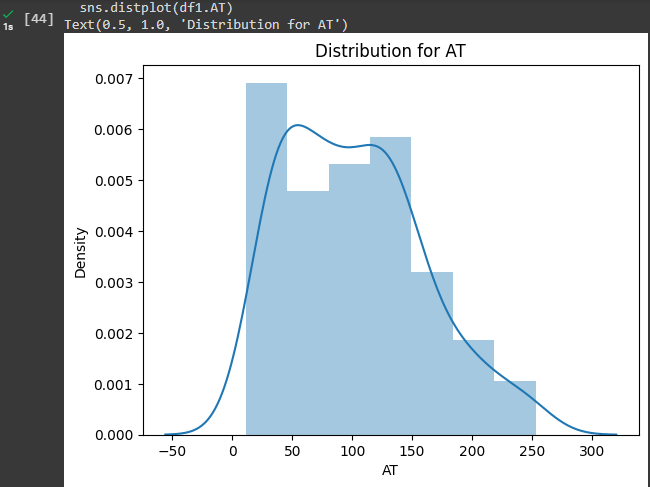 sns.distplot(df1.AT)
[44]
1s
Text(0.5, 1.0, 'Distribution for AT')
Distribution for AT
0.007
0.006
0.005
0.004
0.003
0.002
0.001
0.000
Density
−50 0 50 100 150 200 250 300
AT